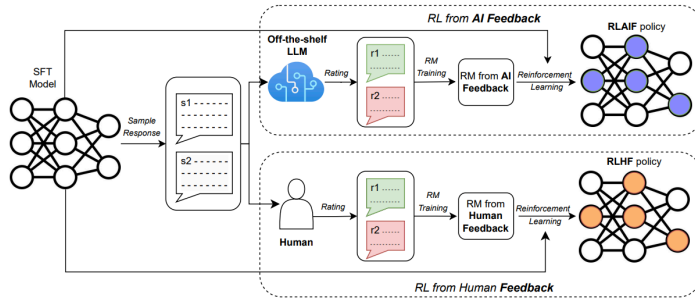 RL from AI Feedback
Off-the-shelf
LLM
RLAIF policy
SFT
Model
Sample
Response
s1
s2
Rating
r1
r2
RM
Training
RM from AI
Feedback
Reinforcement
Learning
RLHF policy
Human
Rating
r1
r2
RM
Training
RM from
Human
Feedback
Reinforcement
Learning
RL from Human Feedback